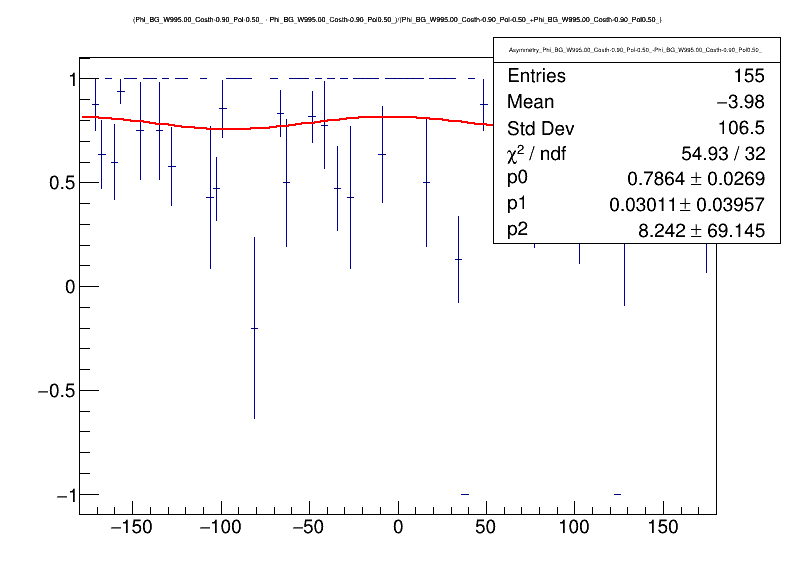 (Phi_BG_W995.00_Costh-0.90_Pol-0.50_ - Phi_BG_W995.00_Costh-0.90_Pol0.50_)/(Phi_BG_W995.00_Costh-0.90_Pol-0.50_+Phi_BG_W995.00_Costh-0.90_Pol0.50_)
Asymmetry_Phi_BG_W995.00_Costh-0.90_Pol-0.50_-Phi_BG_W995.00_Costh-0.90_Pol0.50_
Entries 155
Mean −3.98
Std Dev 106.5
χ² / ndf 54.93 / 32
p0 0.7864 ± 0.0269
p1 0.03011 ± 0.03957
p2 8.242 ± 69.145
1
0.5
0
−0.5
−1
−150 −100 −50 0 50 100 150